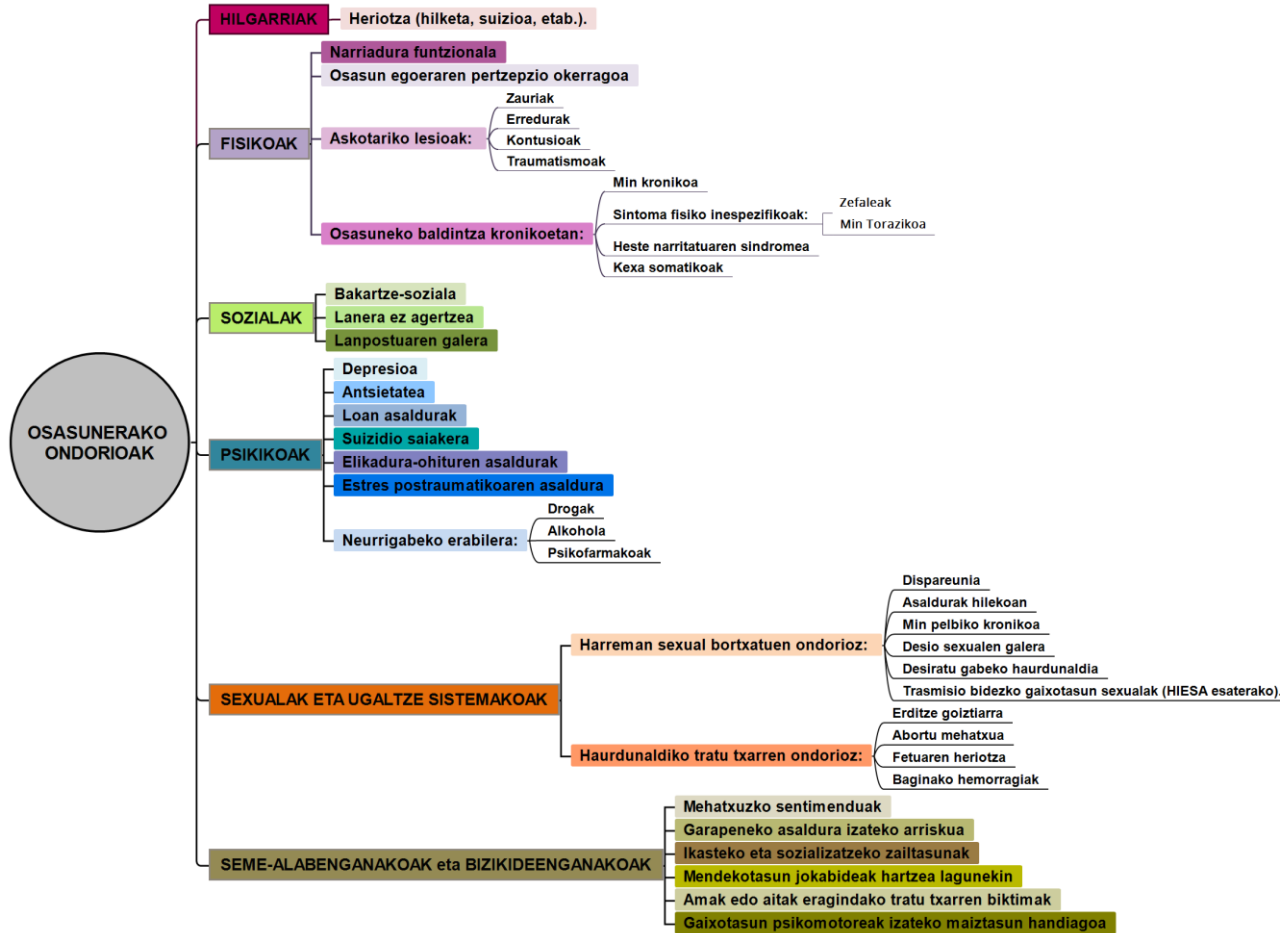 OSASUNERAKO
ONDORIOAK
HILGARRIAK
Heriotza (hilketa, suizioa, etab.).
FISIKOAK
Narriadura funtzionala
Osasun egoeraren pertzepzio okerragoa
Askotariko lesioak:
Zauriak
Erredurak
Kontusioak
Traumatismoak
Osasuneko baldintza kronikoetan:
Min kronikoa
Sintoma fisiko inespezifikoak:
Zefaleak
Min Torazikoa
Heste narritatuaren sindromea
Kexa somatikoak
SOZIALAK
Bakartze-soziala
Lanera ez agertzea
Lanpostuaren galera
PSIKIKOAK
Depresioa
Antsietatea
Loan asaldurak
Suizidio saiakera
Elikadura-ohituren asaldurak
Estres postraumatikoaren asaldura
Neurrigabeko erabilera:
Drogak
Alkohola
Psikofarmakoak
SEXUALAK ETA UGALTZE SISTEMAKOAK
Harreman sexual bortxatuen ondorioz:
Dispareunia
Asaldurak hilekoan
Min pelbiko kronikoa
Desio sexualen galera
Desiratu gabeko haurdunaldia
Trasmisio bidezko gaixotasun sexualak (HIESA esaterako).
Haurdunaldiko tratu txarren ondorioz:
Erditze goiztiarra
Abortu mehatxua
Fetuaren heriotza
Baginako hemorragiak
SEME-ALABENGANAKOAK eta BIZIKIDEENGANAKOAK
Mehatxuzko sentimenduak
Garapeneko asaldura izateko arriskua
Ikasteko eta sozializatzeko zailtasunak
Mendekotasun jokabideak hartzea lagunekin
Amak edo aitak eragindako tratu txarren biktimak
Gaixotasun psikomotoreak izateko maiztasun handiagoa